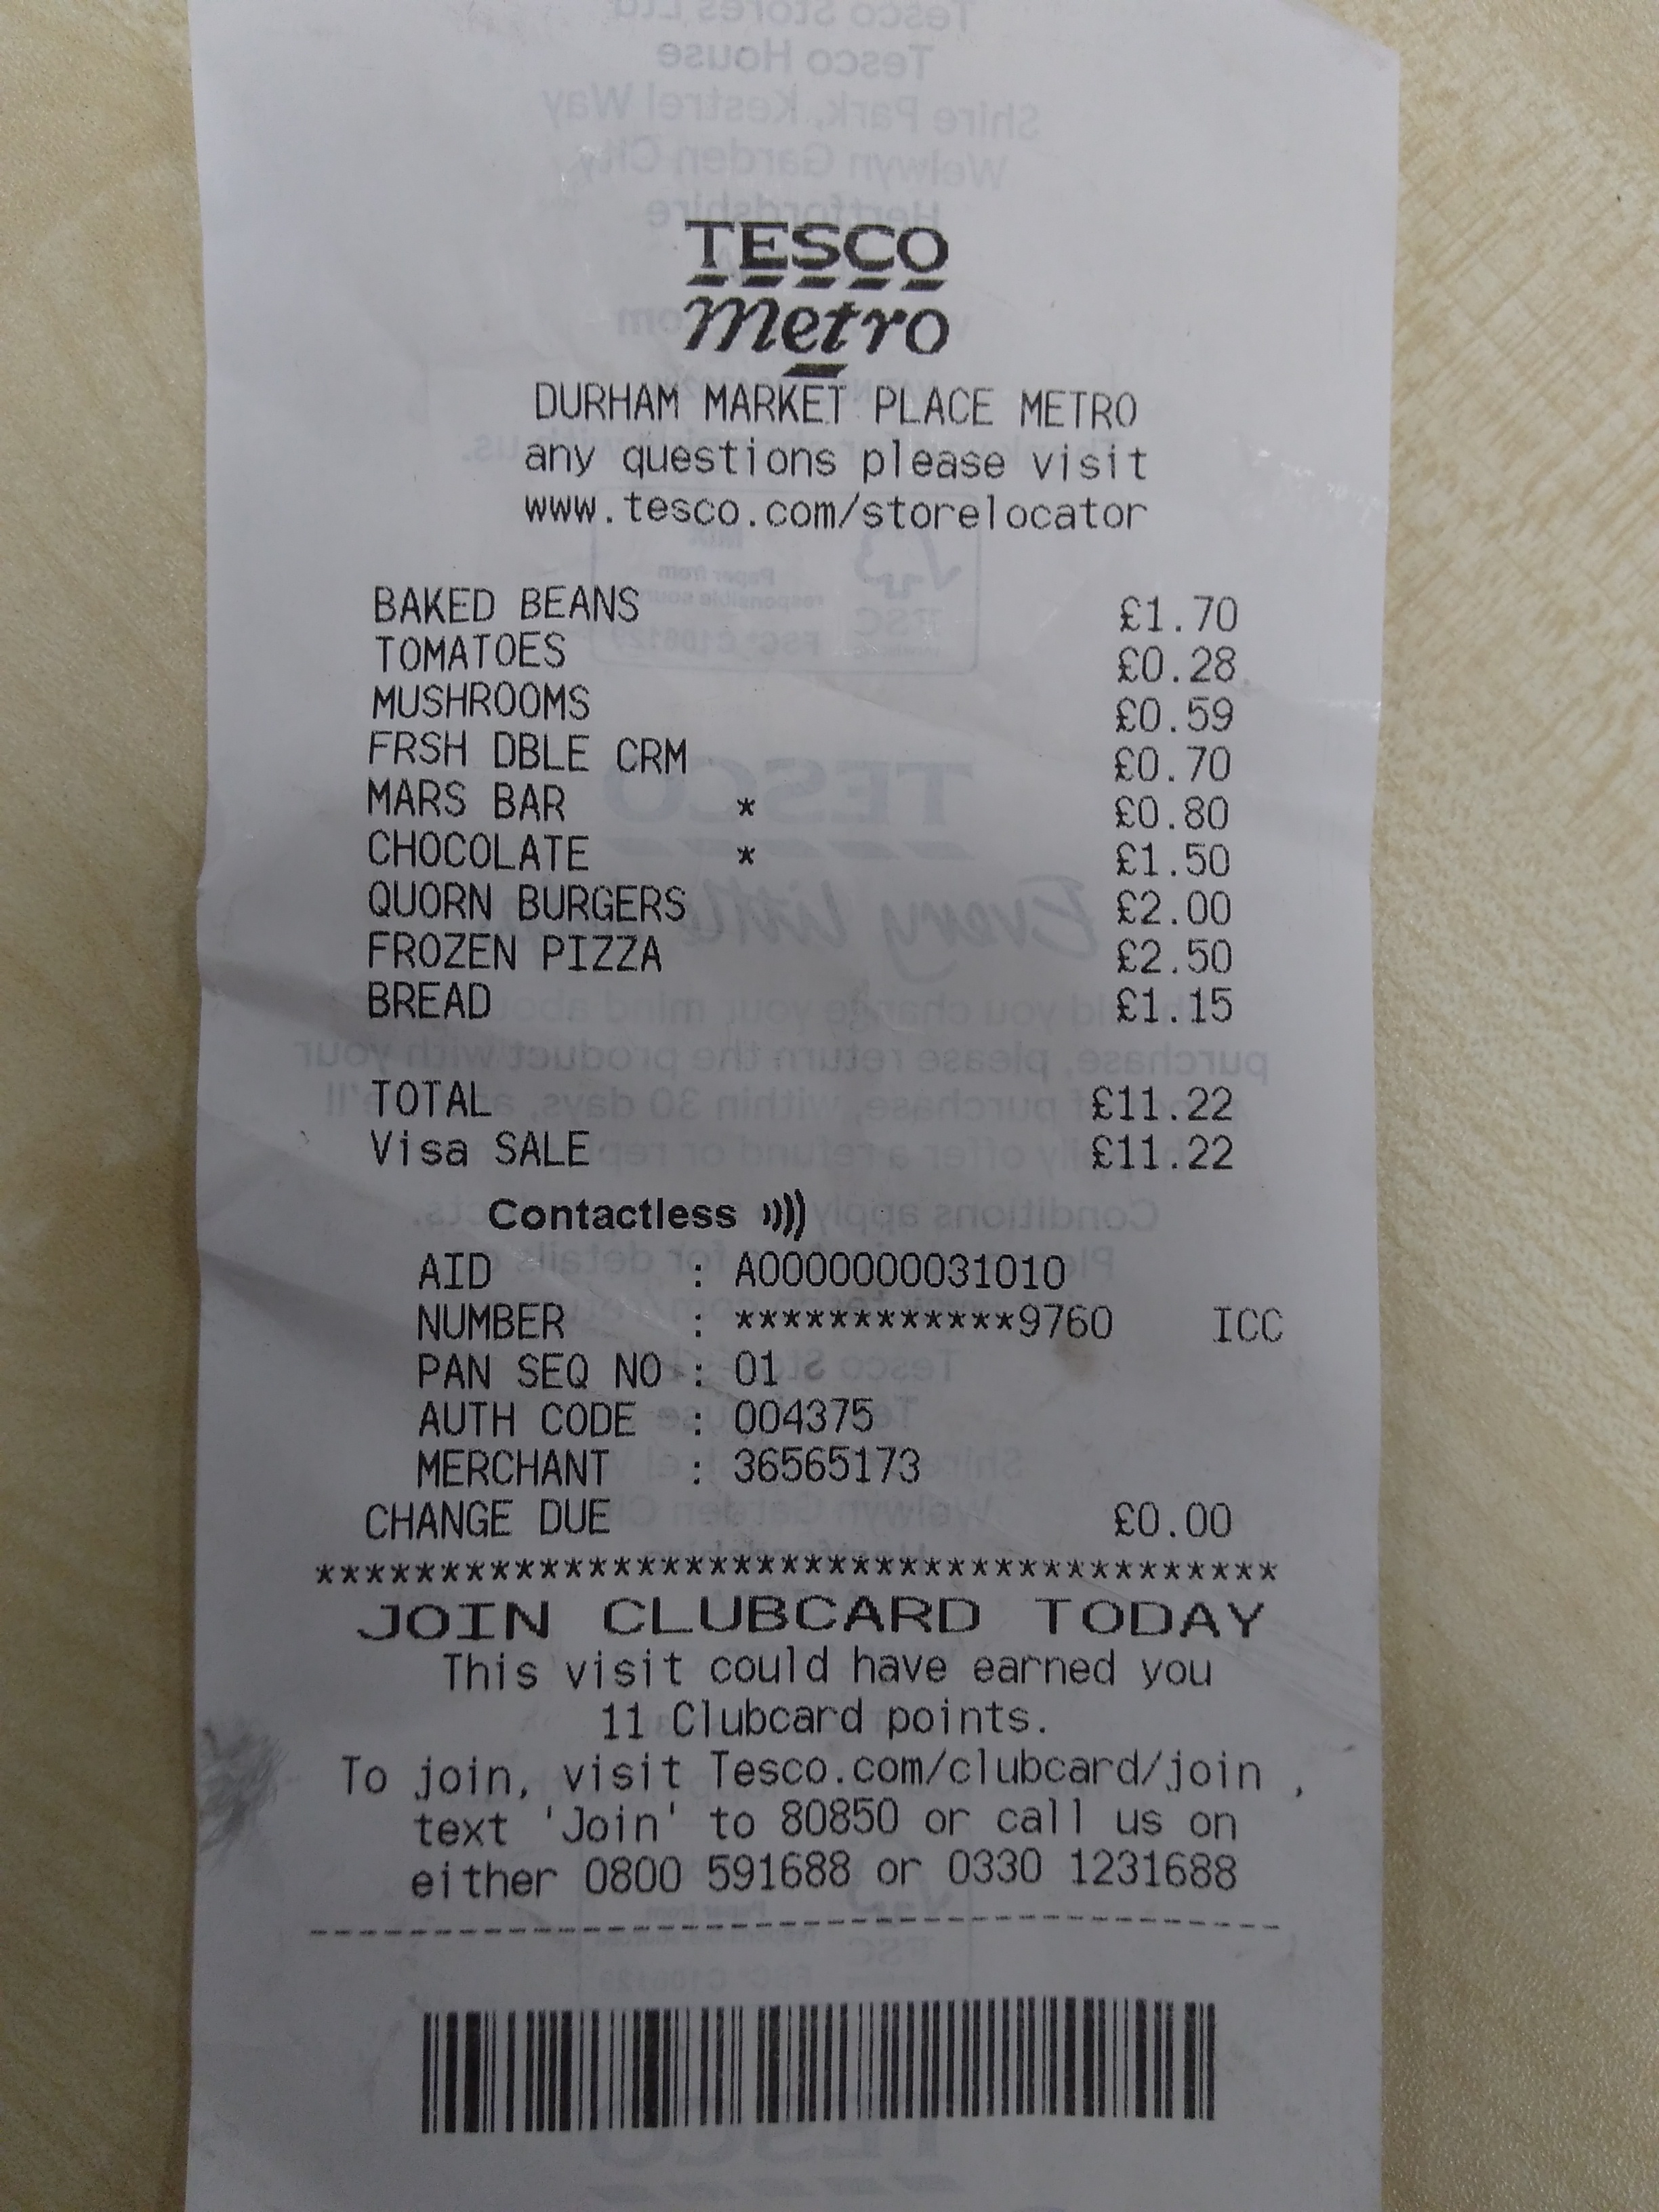 TESCO
Metro
DURHAM MARKET PLACE METRO
any questions please visit
www.tesco.com/storelocator
BAKED BEANS £1.70
TOMATOES £0.28
MUSHROOMS £0.59
FRSH DBLE CRM £0.70
MARS BAR * £0.80
CHOCOLATE * £1.50
QUORN BURGERS £2.00
FROZEN PIZZA £2.50
BREAD £1.15
TOTAL £11.22
Visa SALE £11.22
Contactless
AID : A0000000031010
NUMBER : ************9760 ICC
PAN SEQ NO : 01
AUTH CODE : 004375
MERCHANT : 36565173
CHANGE DUE £0.00
***************************************
JOIN CLUBCARD TODAY
This visit could have earned you
11 Clubcard points.
To join, visit Tesco.com/clubcard/join ,
text 'Join' to 80850 or call us on
either 0800 591688 or 0330 1231688